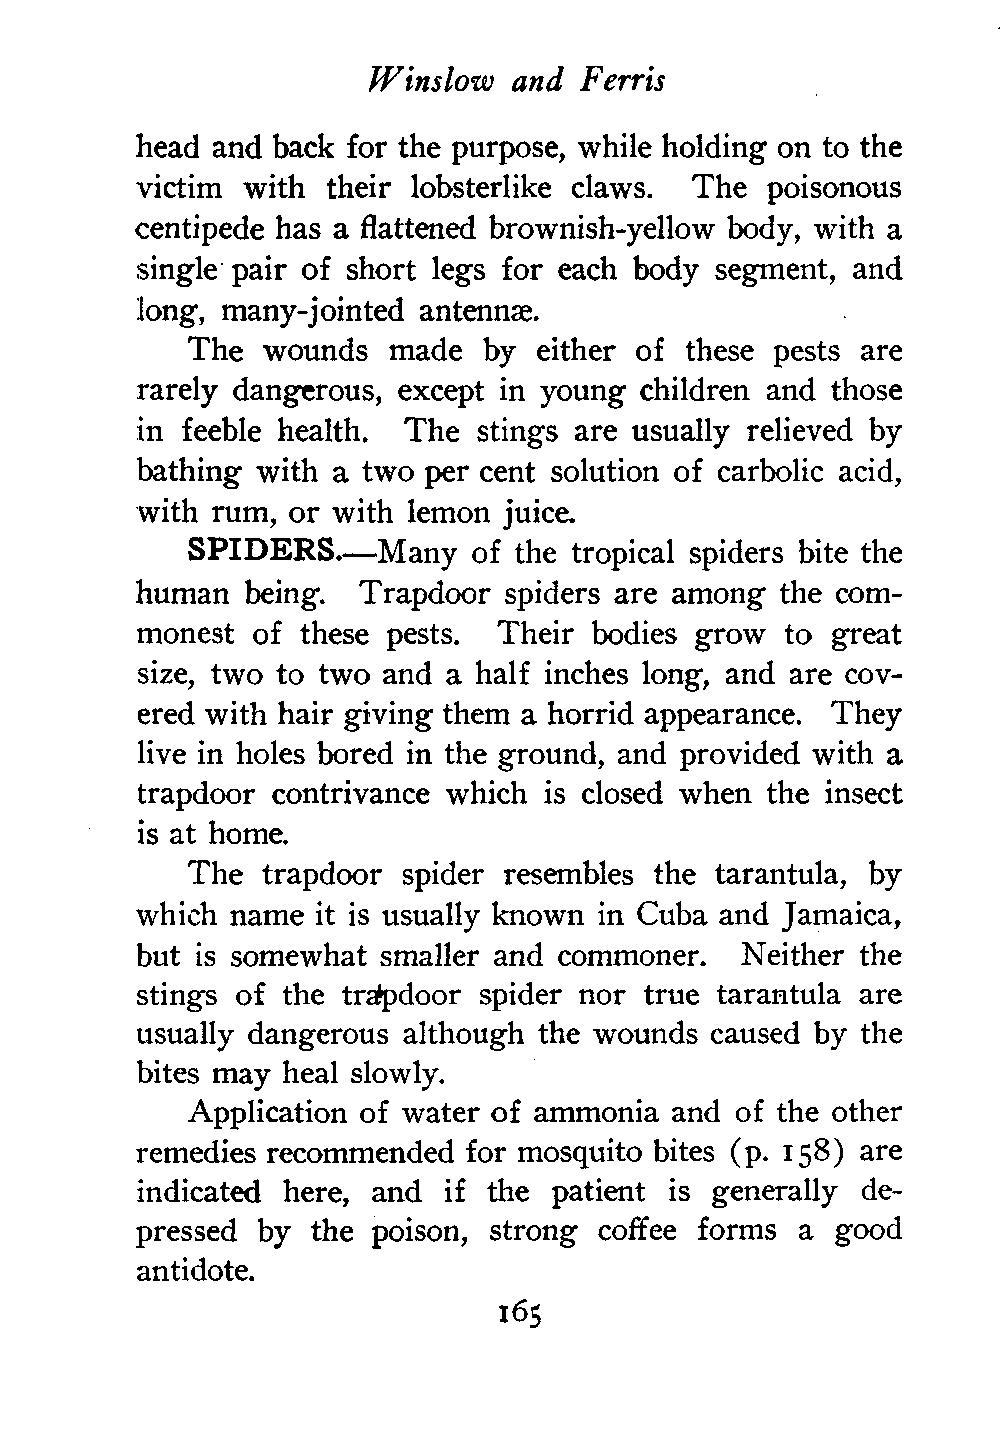 Winslow and Ferris
head and back for the purpose, while holding on to the
victim with their lobsterlike claws. The poisonous
centipede has a flattened brownish-yellow body, with a
single pair of short legs for each body segment, and
long, many-jointed antennæ.
The wounds made by either of these pests are
rarely dangerous, except in young children and those
in feeble health. The stings are usually relieved by
bathing with a two per cent solution of carbolic acid,
with rum, or with lemon juice.
SPIDERS.—Many of the tropical spiders bite the
human being. Trapdoor spiders are among the com-
monest of these pests. Their bodies grow to great
size, two to two and a half inches long, and are cov-
ered with hair giving them a horrid appearance. They
live in holes bored in the ground, and provided with a
trapdoor contrivance which is closed when the insect
is at home.
The trapdoor spider resembles the tarantula, by
which name it is usually known in Cuba and Jamaica,
but is somewhat smaller and commoner. Neither the
stings of the trapdoor spider nor true tarantula are
usually dangerous although the wounds caused by the
bites may heal slowly.
Application of water of ammonia and of the other
remedies recommended for mosquito bites (p. 158) are
indicated here, and if the patient is generally de-
pressed by the poison, strong coffee forms a good
antidote.
165